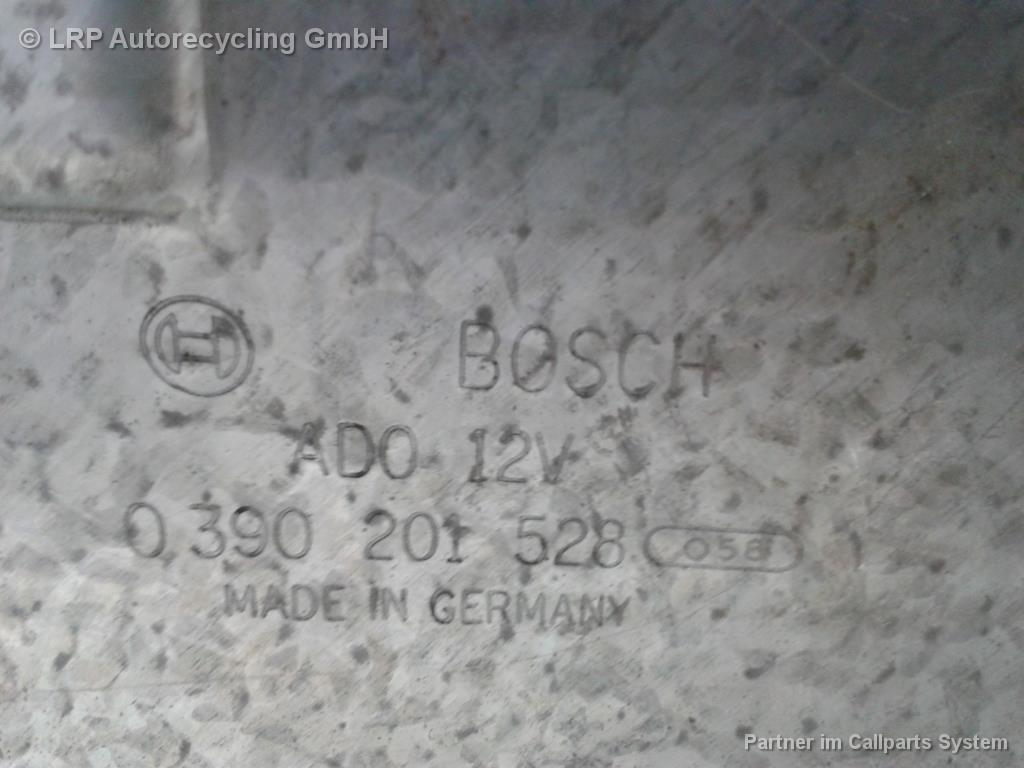 © LRP Autorecycling GmbH
BOSCH
ADO 12V
0 390 201 528 058
MADE IN GERMANY
Partner im Callparts System